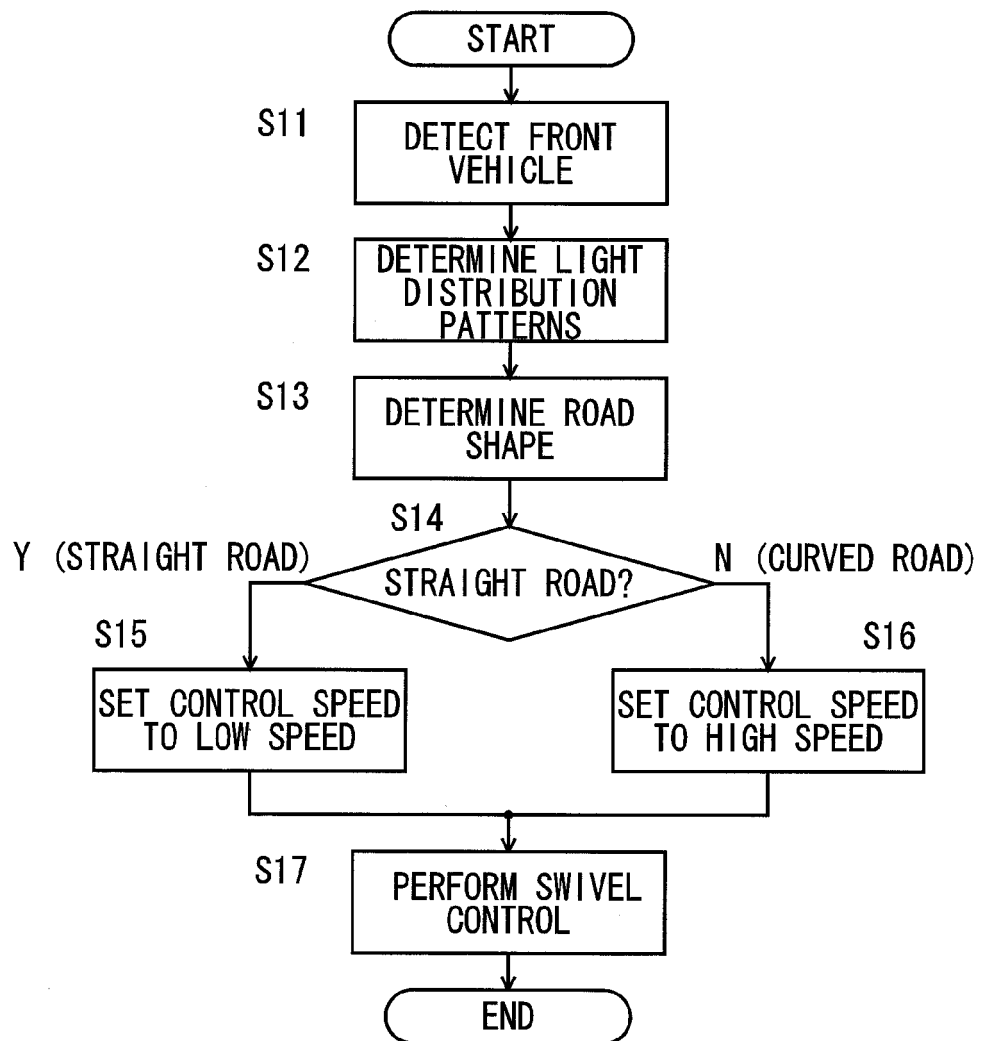 START
S11
DETECT FRONT
VEHICLE
S12
DETERMINE LIGHT
DISTRIBUTION
PATTERNS
S13
DETERMINE ROAD
SHAPE
S14
Y (STRAIGHT ROAD)
STRAIGHT ROAD?
N (CURVED ROAD)
S15
SET CONTROL SPEED
TO LOW SPEED
S16
SET CONTROL SPEED
TO HIGH SPEED
S17
PERFORM SWIVEL
CONTROL
END